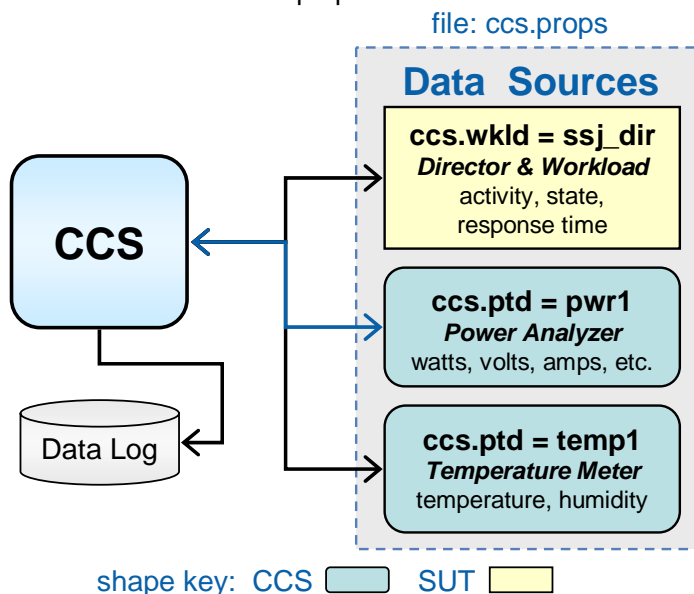 file: ccs.props
Data Sources
ccs.wkld = ssj_dir
Director & Workload
activity, state,
response time
CCS
ccs.ptd = pwr1
Power Analyzer
watts, volts, amps, etc.
Data Log
ccs.ptd = temp1
Temperature Meter
temperature, humidity
shape key: CCS SUT